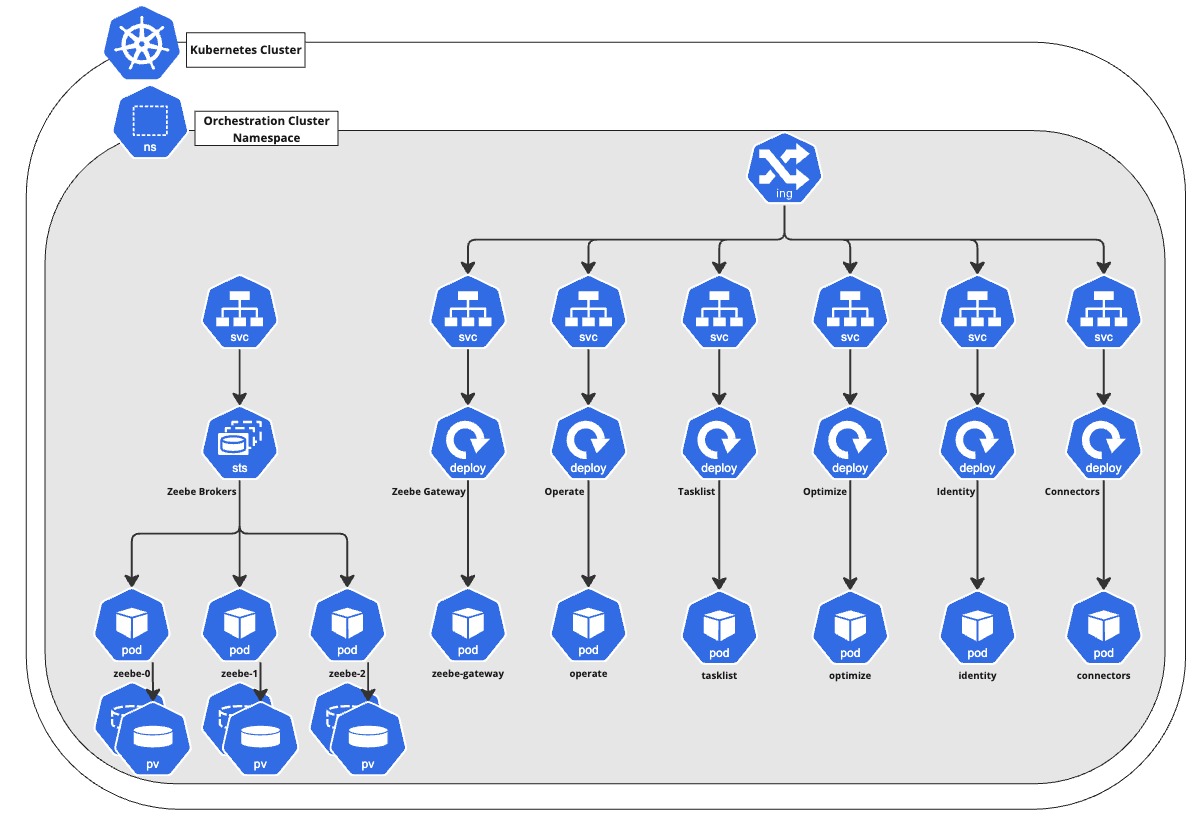 Kubernetes Cluster
Orchestration Cluster
Namespace
ns
ing
svc
svc
svc
svc
svc
svc
svc
sts
deploy
deploy
deploy
deploy
deploy
deploy
Zeebe Brokers
Zeebe Gateway
Operate
Tasklist
Optimize
Identity
Connectors
pod
pod
pod
pod
pod
pod
pod
pod
pod
zeebe-0
zeebe-1
zeebe-2
zeebe-gateway
operate
tasklist
optimize
identity
connectors
pv
pv
pv